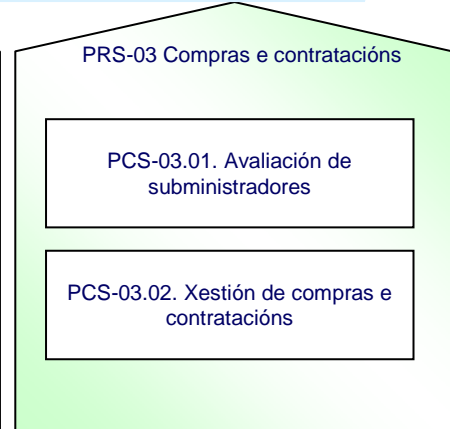 PRS-03 Compras e contratacións
PCS-03.01. Avaliación de
subministradores
PCS-03.02. Xestión de compras e
contratacións